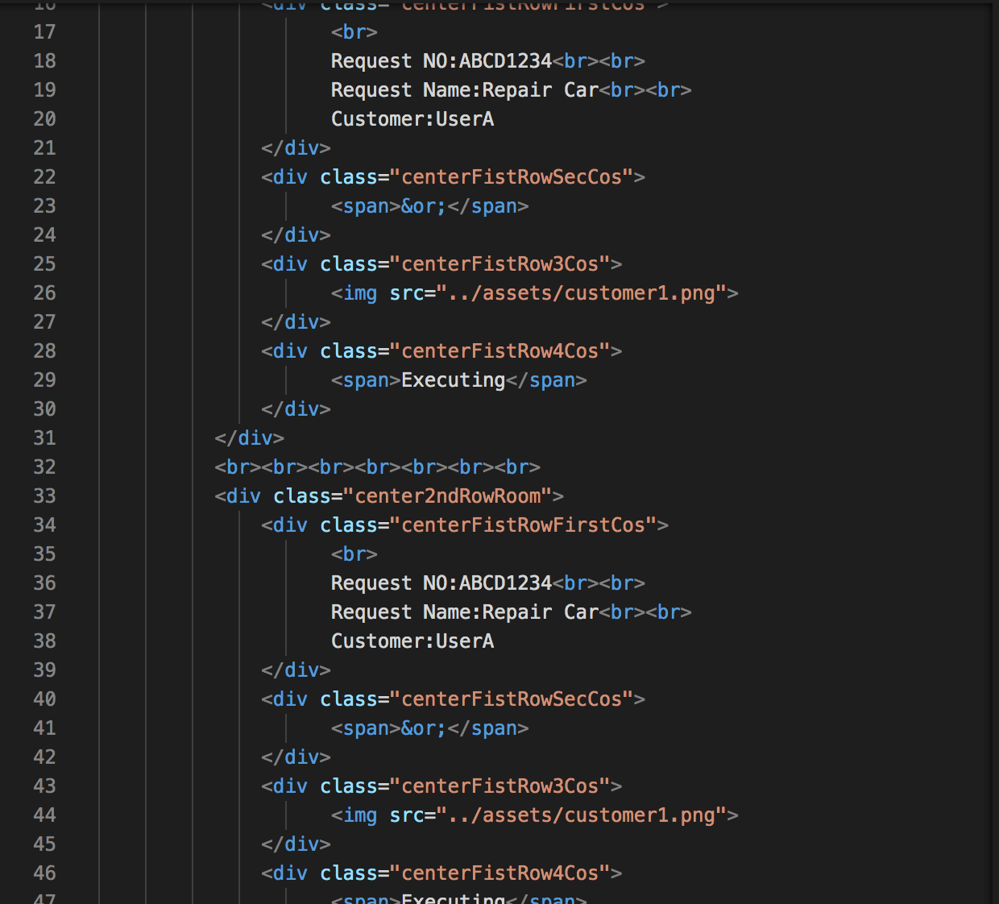 16 <div class="centerFistRowFirstCos">
17 <br>
18 Request NO:ABCD1234<br><br>
19 Request Name:Repair Car<br><br>
20 Customer:UserA
21 </div>
22 <div class="centerFistRowSecCos">
23 <span>&or;</span>
24 </div>
25 <div class="centerFistRow3Cos">
26 <img src="../assets/customer1.png">
27 </div>
28 <div class="centerFistRow4Cos">
29 <span>Executing</span>
30 </div>
31 </div>
32 <br><br><br><br><br><br><br>
33 <div class="center2ndRowRoom">
34 <div class="centerFistRowFirstCos">
35 <br>
36 Request NO:ABCD1234<br><br>
37 Request Name:Repair Car<br><br>
38 Customer:UserA
39 </div>
40 <div class="centerFistRowSecCos">
41 <span>&or;</span>
42 </div>
43 <div class="centerFistRow3Cos">
44 <img src="../assets/customer1.png">
45 </div>
46 <div class="centerFistRow4Cos">
47 <span>Executing</span>